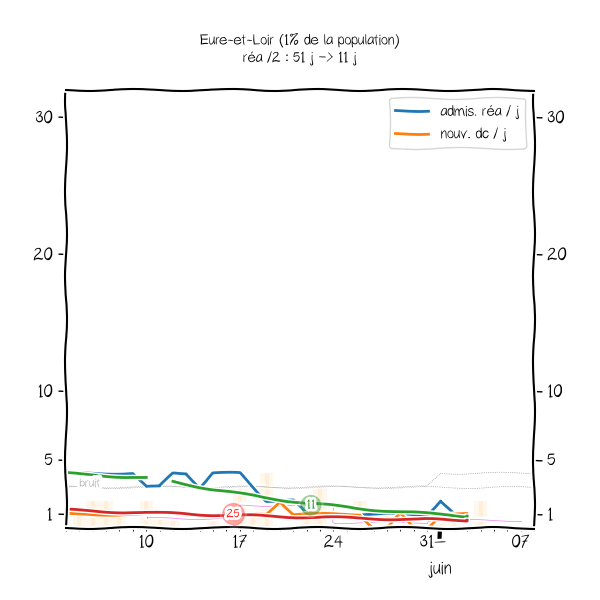 Eure-et-Loir (1% de la population)
réa /2 : 51 j -> 11 j
admis. réa / j
nouv. dc / j
30
30
20
20
10
10
5
5
bruit
11
25
1
1
10
17
24
31
07
juin